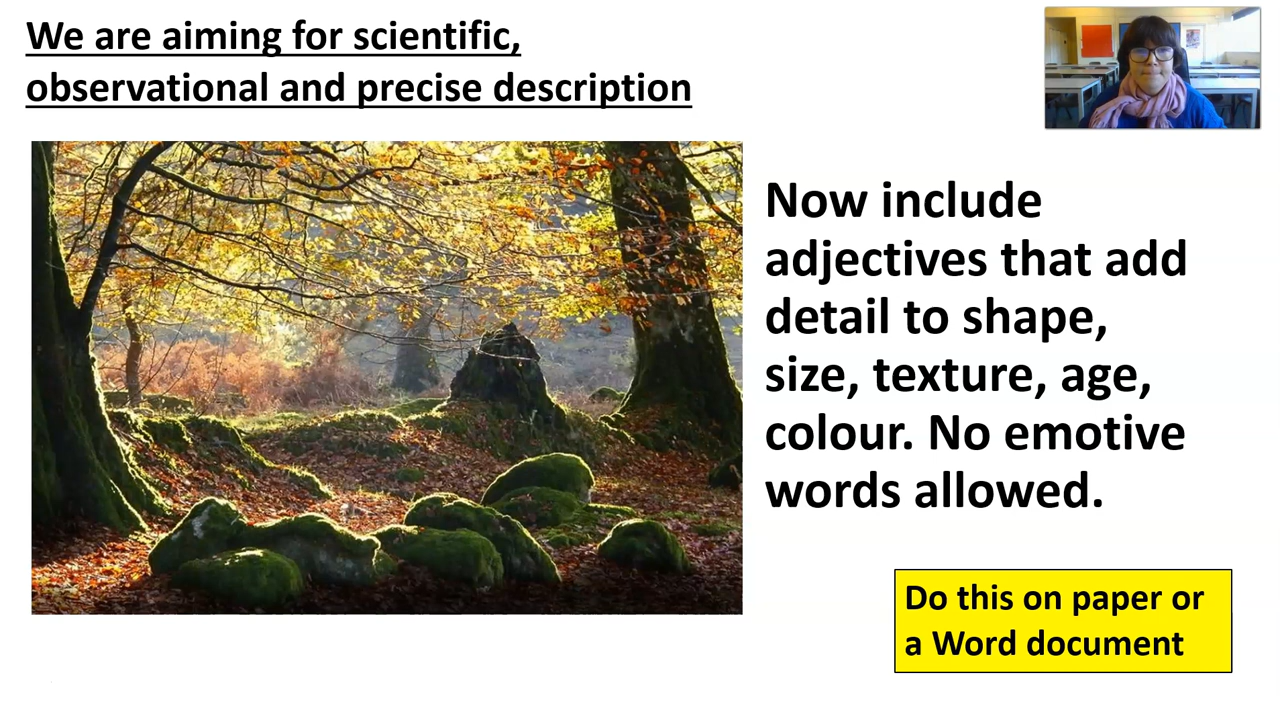 We are aiming for scientific,
observational and precise description
Now include
adjectives that add
detail to shape,
size, texture, age,
colour. No emotive
words allowed.
Do this on paper or
a Word document